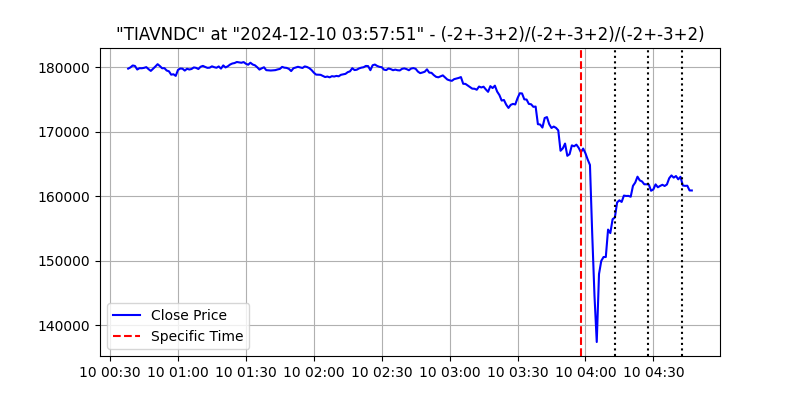 "TIAVNDC" at "2024-12-10 03:57:51" - (-2+-3+2)/(-2+-3+2)/(-2+-3+2)
180000
170000
160000
150000
140000
Close Price
Specific Time
10 00:30 10 01:00 10 01:30 10 02:00 10 02:30 10 03:00 10 03:30 10 04:00 10 04:30